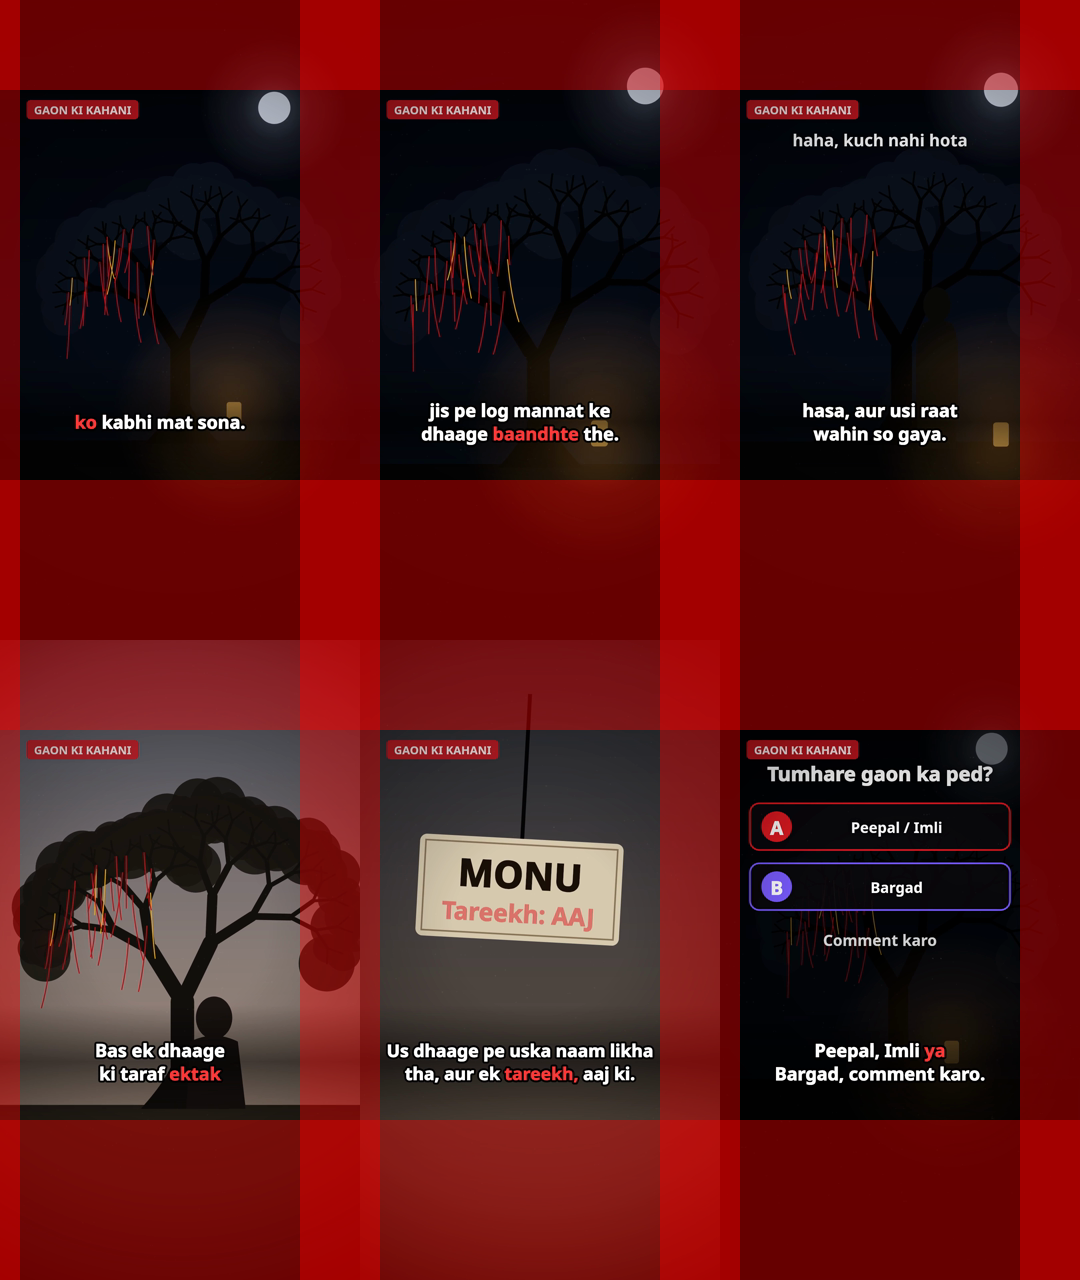 GAON KI KAHANI
ko kabhi mat sona.
GAON KI KAHANI
jis pe log mannat ke
dhaage baandhte the.
GAON KI KAHANI
haha, kuch nahi hota
hasa, aur usi raat
wahin so gaya.
GAON KI KAHANI
Bas ek dhaage
ki taraf ektak
GAON KI KAHANI
MONU
Tareekh: AAJ
Us dhaage pe uska naam likha
tha, aur ek tareekh, aaj ki.
GAON KI KAHANI
Tumhare gaon ka ped?
A Peepal / Imli
B Bargad
Comment karo
Peepal, Imli ya
Bargad, comment karo.